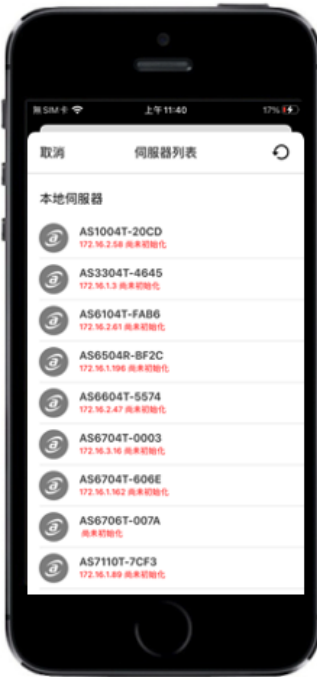 無SIM卡 上午11:40 17%
取消 伺服器列表
本地伺服器
AS1004T-20CD
172.16.2.58 尚未初始化
AS3304T-4645
172.16.1.3 尚未初始化
AS6104T-FAB6
172.16.2.61 尚未初始化
AS6504R-BF2C
172.16.1.196 尚未初始化
AS6604T-5574
172.16.2.47 尚未初始化
AS6704T-0003
172.16.3.16 尚未初始化
AS6704T-606E
172.16.1.162 尚未初始化
AS6706T-007A
尚未初始化
AS7110T-7CF3
172.16.1.89 尚未初始化